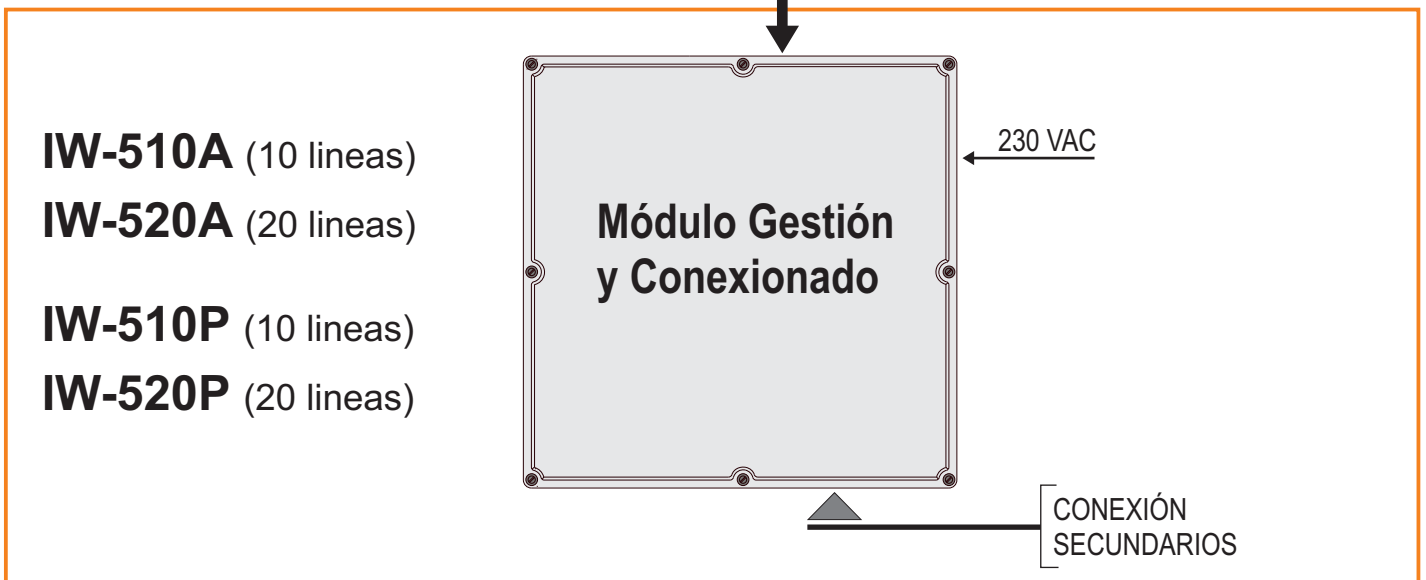 IW-510A (10 lineas)
IW-520A (20 lineas)
IW-510P (10 lineas)
IW-520P (20 lineas)
Módulo Gestión
y Conexionado
230 VAC
CONEXIÓN
SECUNDARIOS